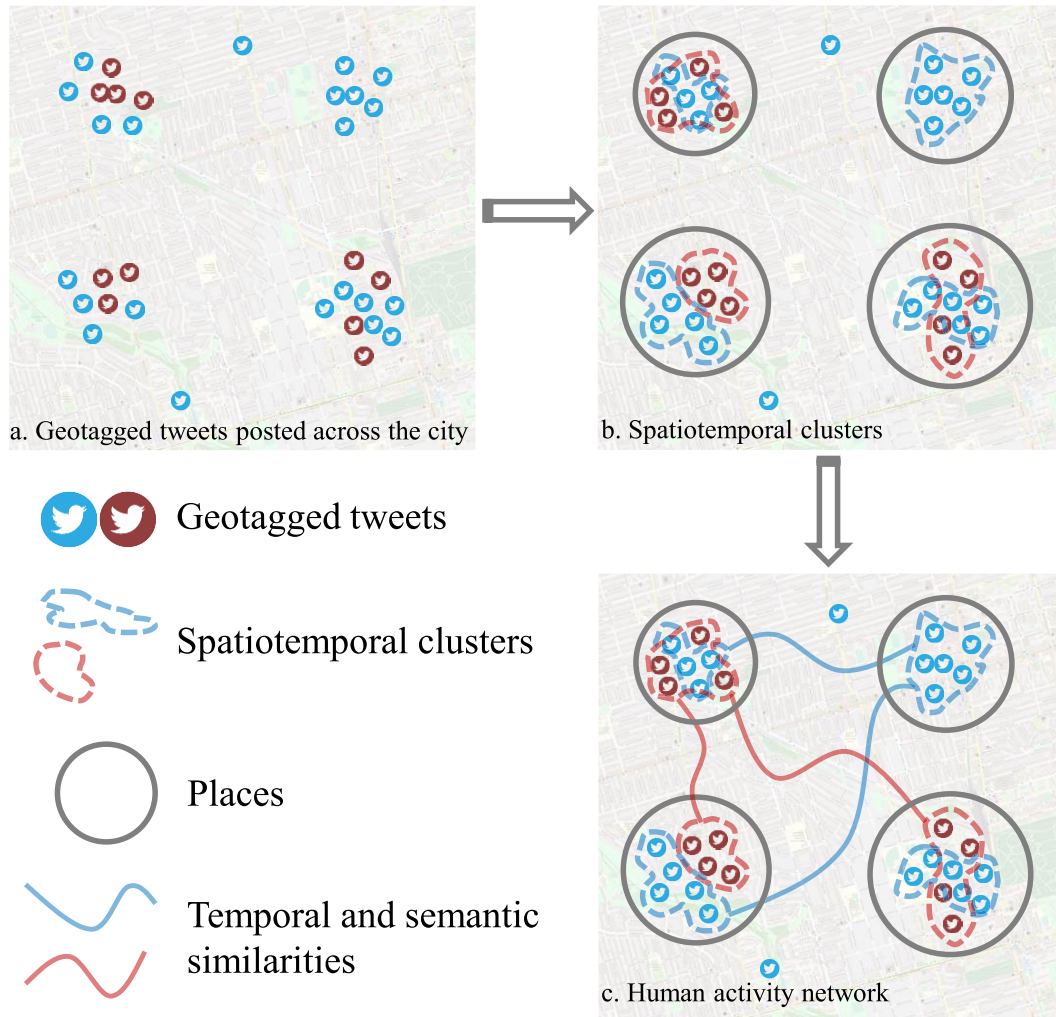 a. Geotagged tweets posted across the city
b. Spatiotemporal clusters
Geotagged tweets
Spatiotemporal clusters
Places
Temporal and semantic
similarities
c. Human activity network